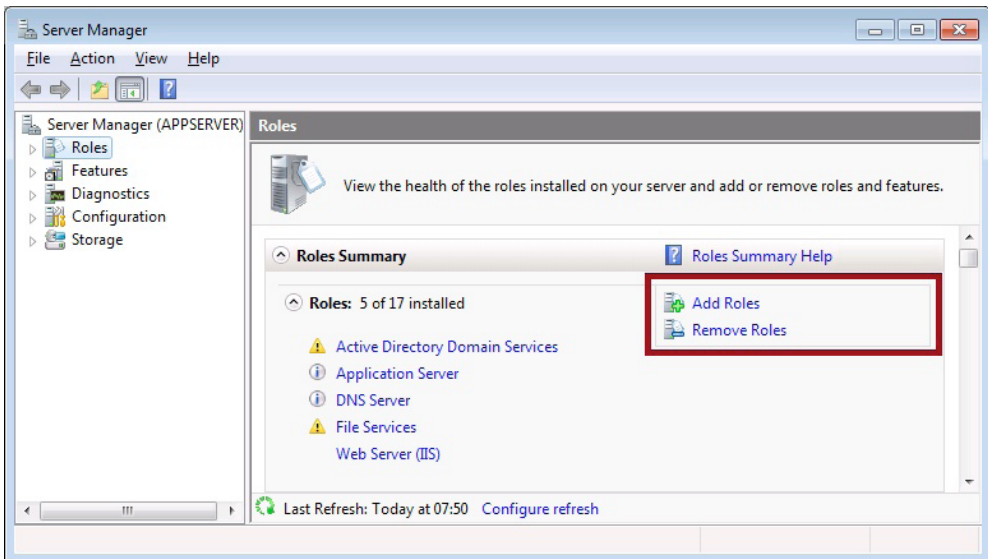 Server Manager
File Action View Help
Server Manager (APPSERVER)
Roles
Features
Diagnostics
Configuration
Storage
Roles
View the health of the roles installed on your server and add or remove roles and features.
Roles Summary
Roles Summary Help
Roles: 5 of 17 installed
Add Roles
Remove Roles
Active Directory Domain Services
Application Server
DNS Server
File Services
Web Server (IIS)
Last Refresh: Today at 07:50 Configure refresh